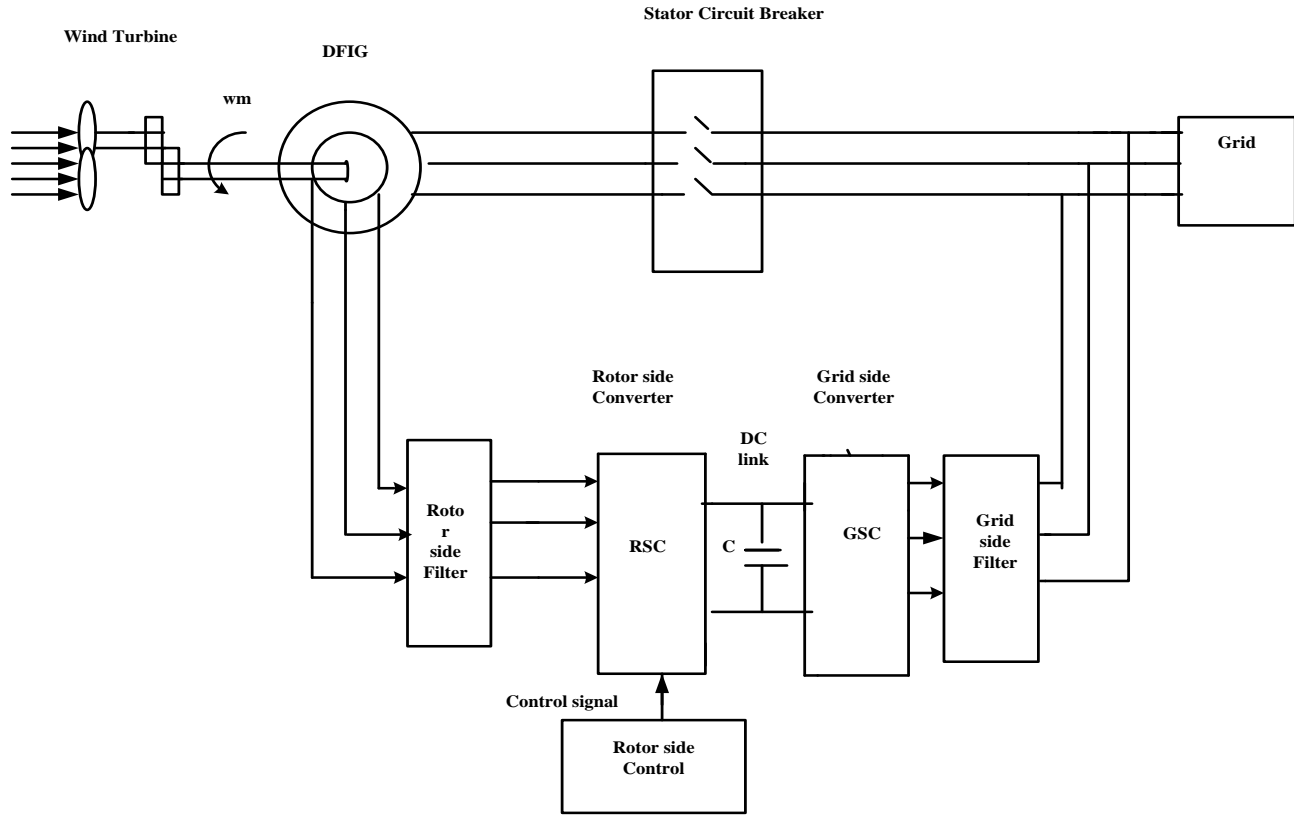 Stator Circuit Breaker
Wind Turbine
DFIG
wm
Grid
Rotor side
Converter
Grid side
Converter
DC
link
Roto
r
side
Filter
RSC
C
GSC
Grid
side
Filter
Control signal
Rotor side
Control